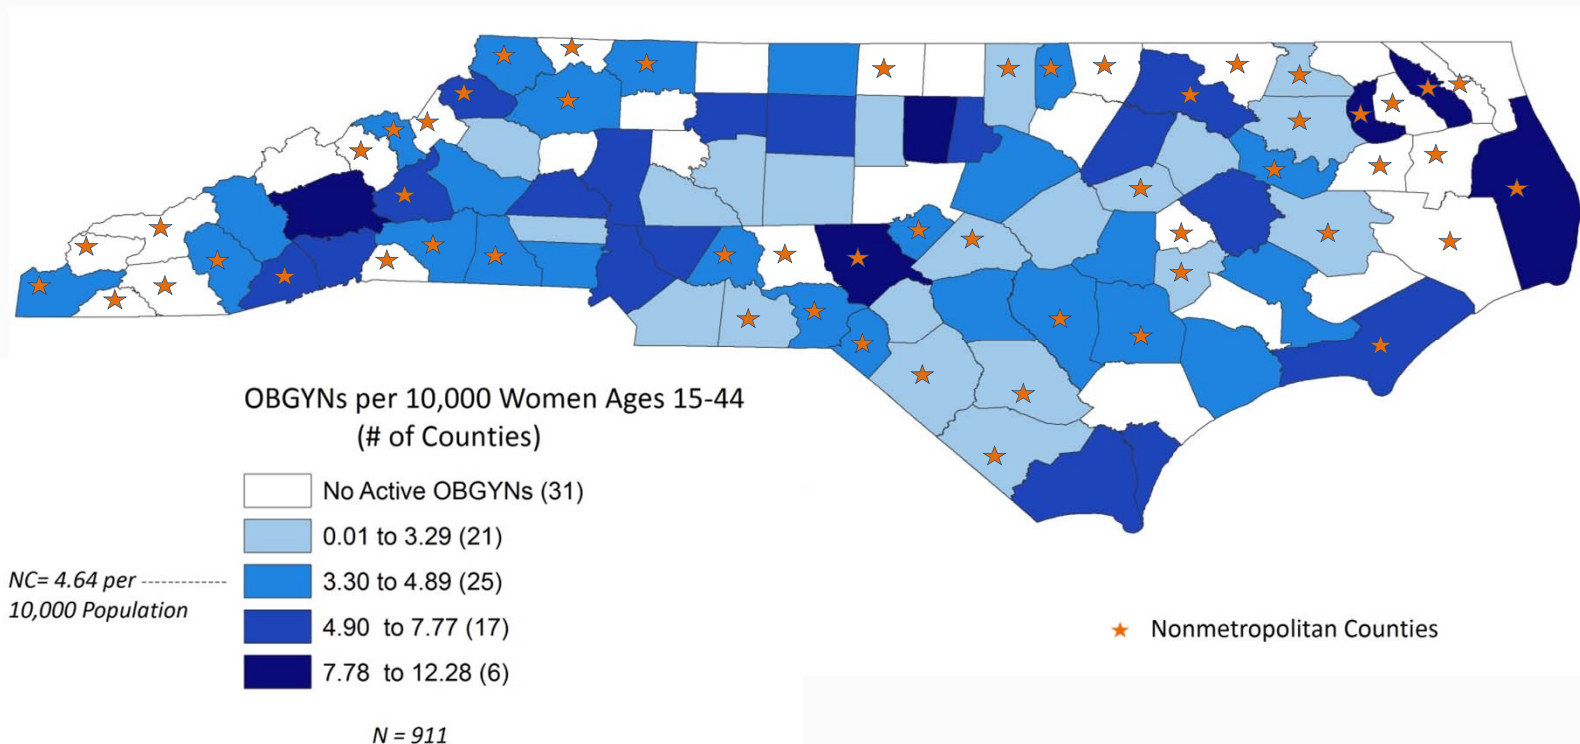 OBGYNs per 10,000 Women Ages 15-44
(# of Counties)
No Active OBGYNs (31)
0.01 to 3.29 (21)
NC= 4.64 per ----------
10,000 Population
3.30 to 4.89 (25)
4.90 to 7.77 (17)
7.78 to 12.28 (6)
N = 911
Nonmetropolitan Counties